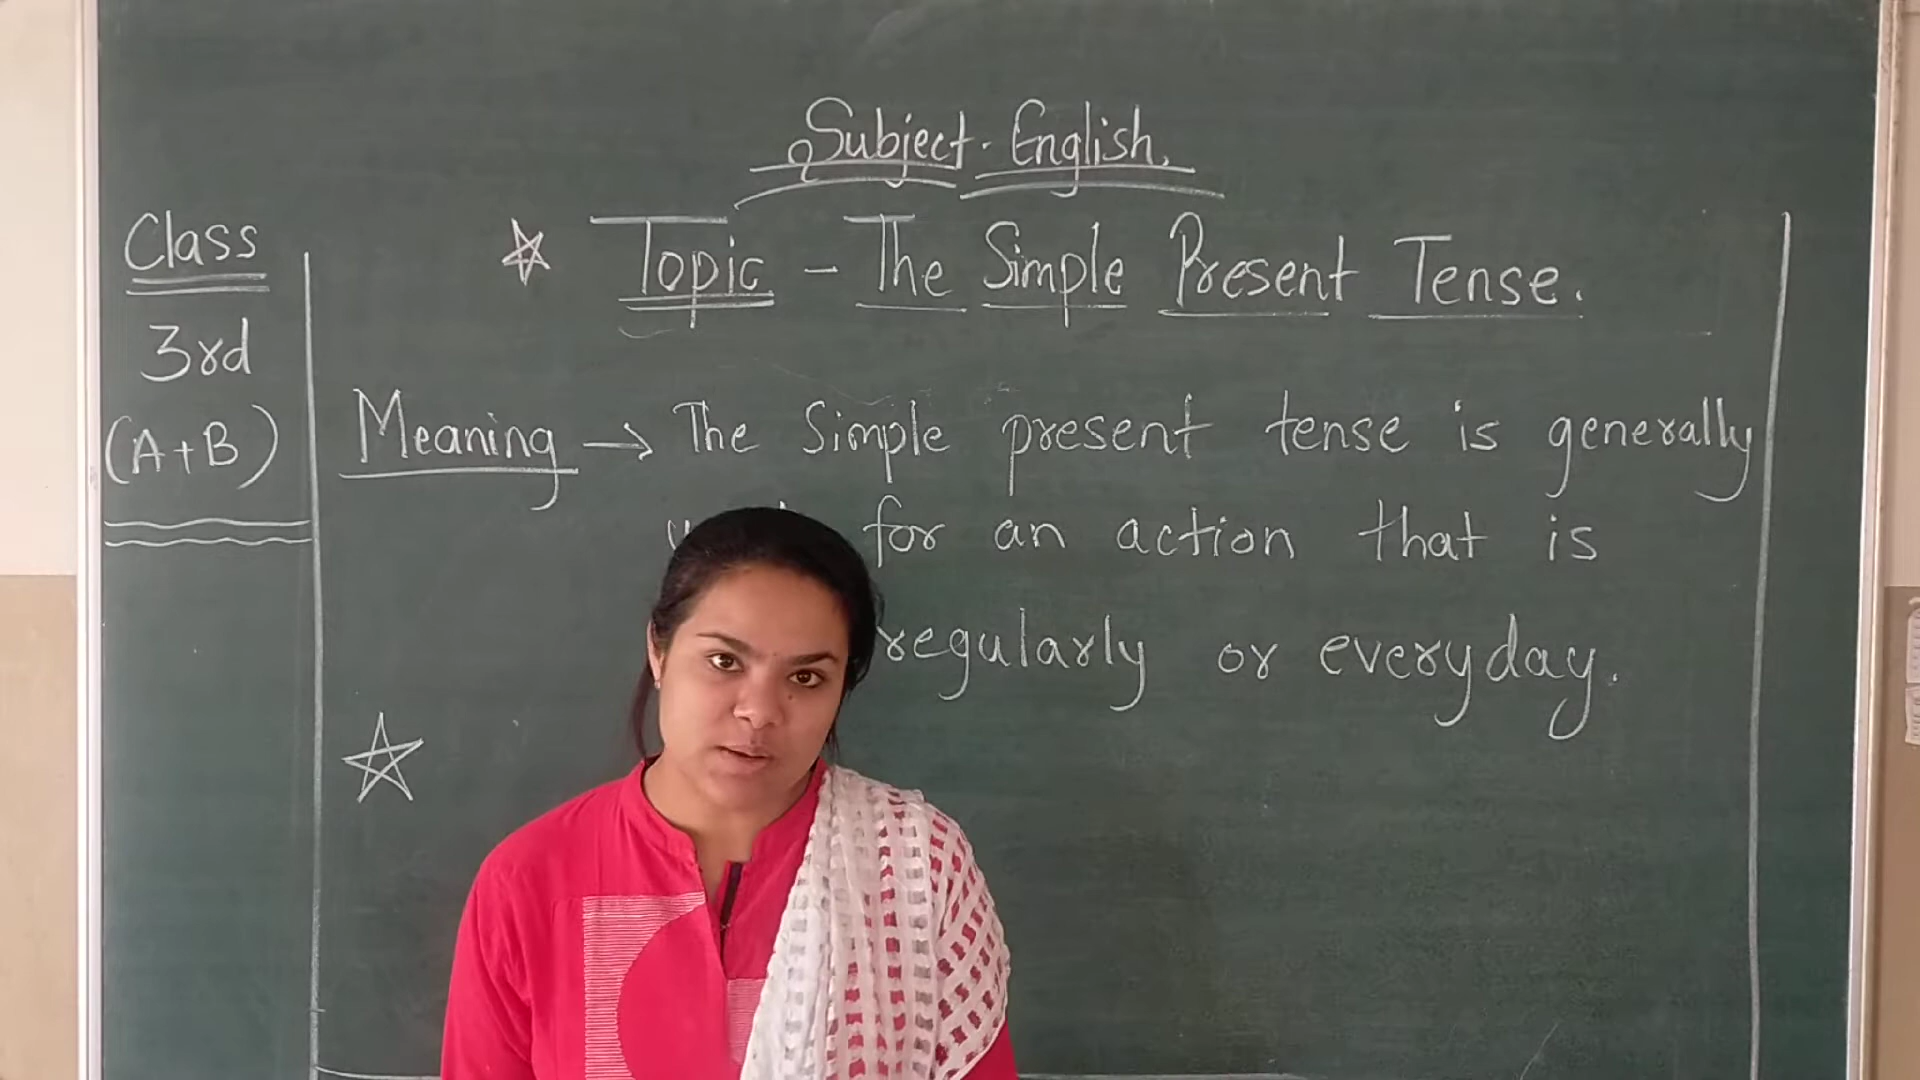 Subject - English.
Class
3rd
(A+B)
Topic - The Simple Present Tense.
Meaning → The Simple present tense is generally
for an action that is
regularly or everyday.